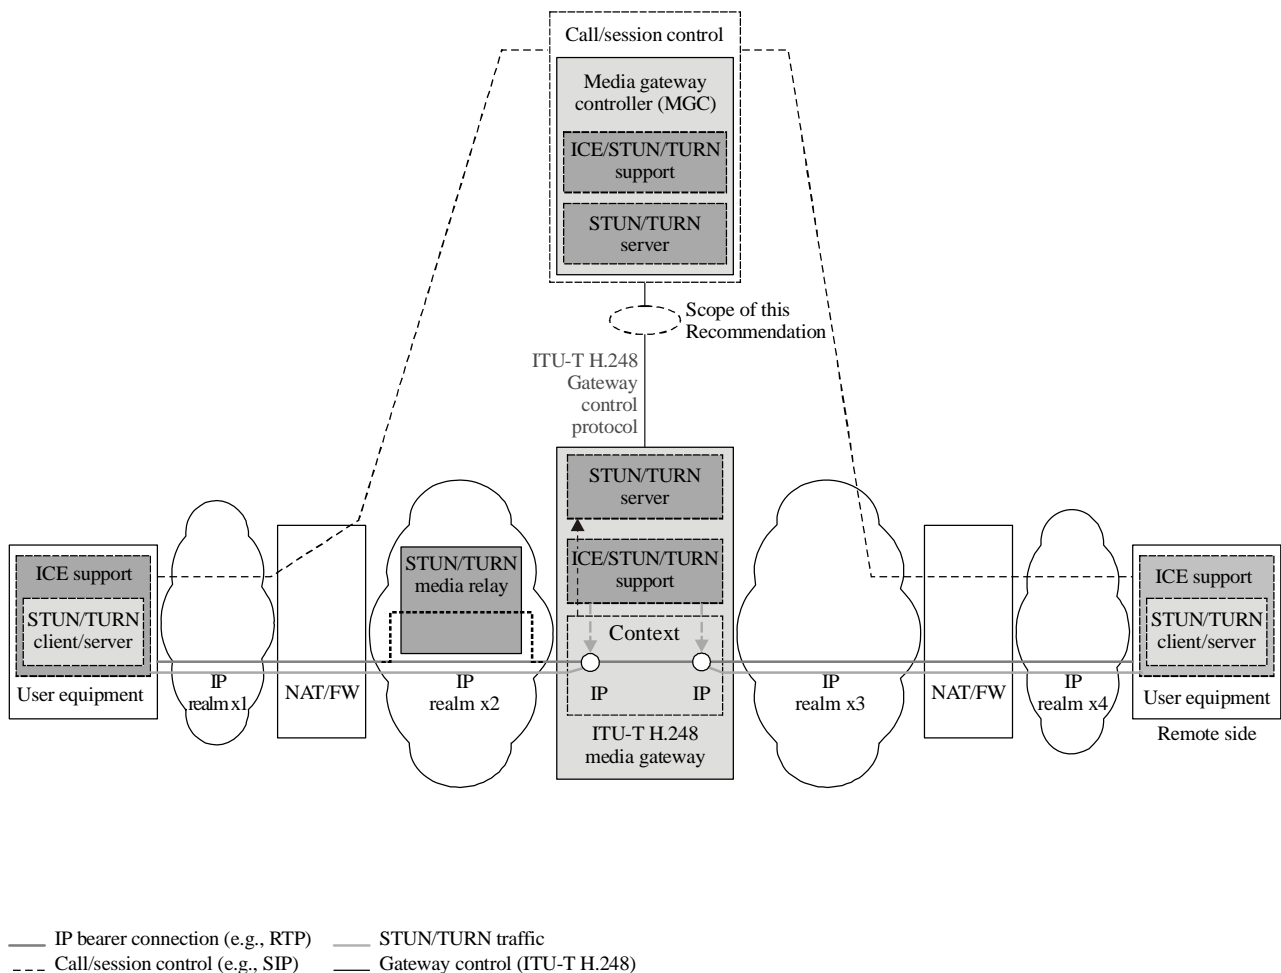 Call/session control
Media gateway
controller (MGC)
ICE/STUN/TURN
support
STUN/TURN
server
Scope of this
Recommendation
ITU-T H.248
Gateway
control
protocol
STUN/TURN
server
ICE/STUN/TURN
support
Context
IP
IP
ITU-T H.248
media gateway
ICE support
STUN/TURN
client/server
User equipment
IP
realm x1
NAT/FW
STUN/TURN
media relay
IP
realm x2
IP
realm x3
NAT/FW
IP
realm x4
ICE support
STUN/TURN
client/server
User equipment
Remote side
IP bearer connection (e.g., RTP)
STUN/TURN traffic
Call/session control (e.g., SIP)
Gateway control (ITU-T H.248)